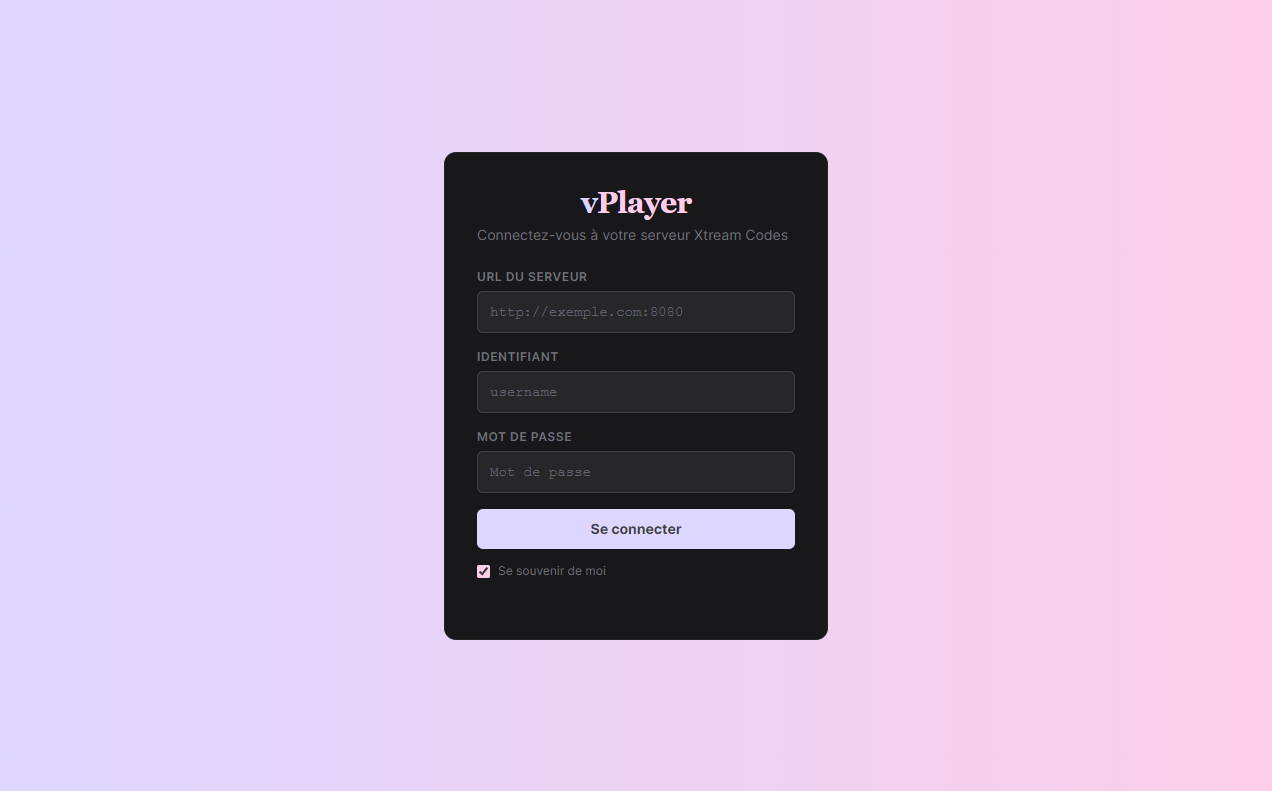 vPlayer
Connectez-vous à votre serveur Xtream Codes
URL DU SERVEUR
http://exemple.com:8080
IDENTIFIANT
username
MOT DE PASSE
Mot de passe
Se connecter
Se souvenir de moi